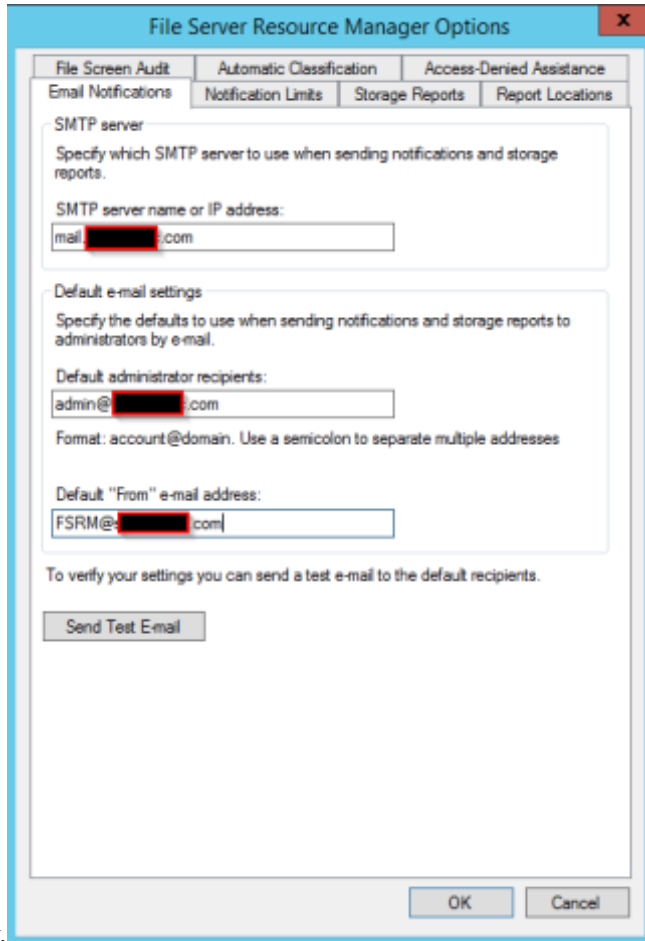 File Server Resource Manager Options
x
File Screen Audit Automatic Classification Access-Denied Assistance
Email Notifications Notification Limits Storage Reports Report Locations
SMTP server
Specify which SMTP server to use when sending notifications and storage
reports.
SMTP server name or IP address:
mail. .com
Default e-mail settings
Specify the defaults to use when sending notifications and storage reports to
administrators by e-mail.
Default administrator recipients:
admin@ .com
Format: account@domain. Use a semicolon to separate multiple addresses
Default "From" e-mail address:
FSRM@s .com
To verify your settings you can send a test e-mail to the default recipients.
Send Test E-mail
OK Cancel